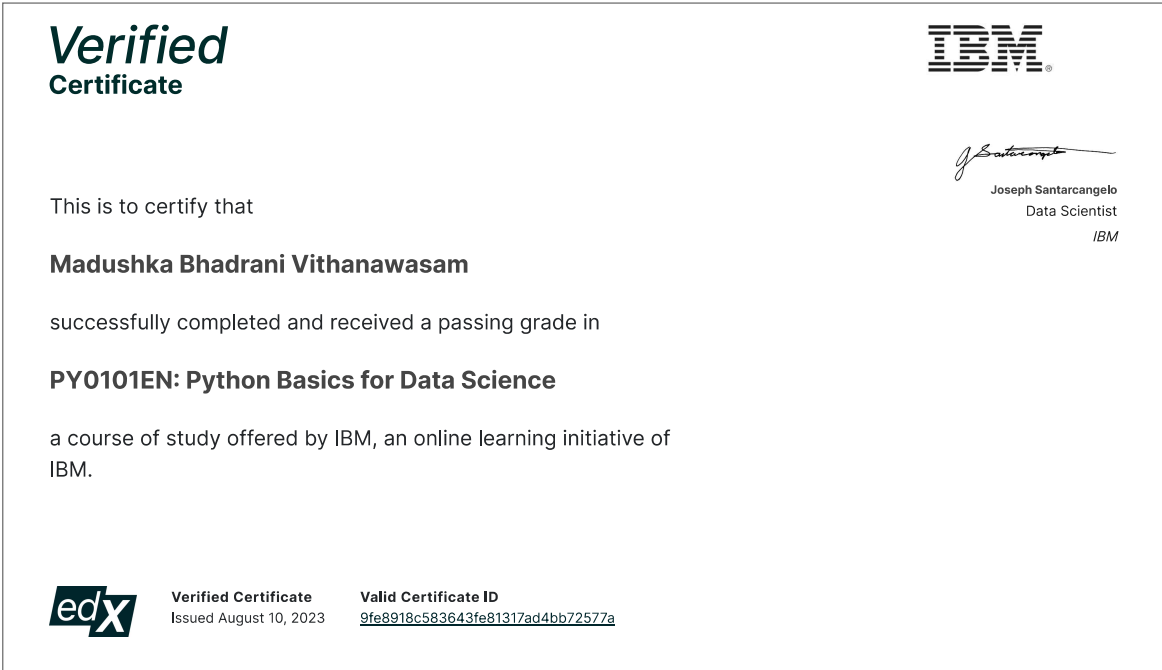 Verified
Certificate
IBM®
J Santarcangelo
Joseph Santarcangelo
Data Scientist
IBM
This is to certify that
Madushka Bhadrani Vithanawasam
successfully completed and received a passing grade in
PY0101EN: Python Basics for Data Science
a course of study offered by IBM, an online learning initiative of
IBM.
edX
Verified Certificate
Issued August 10, 2023
Valid Certificate ID
9fe8918c583643fe81317ad4bb72577a